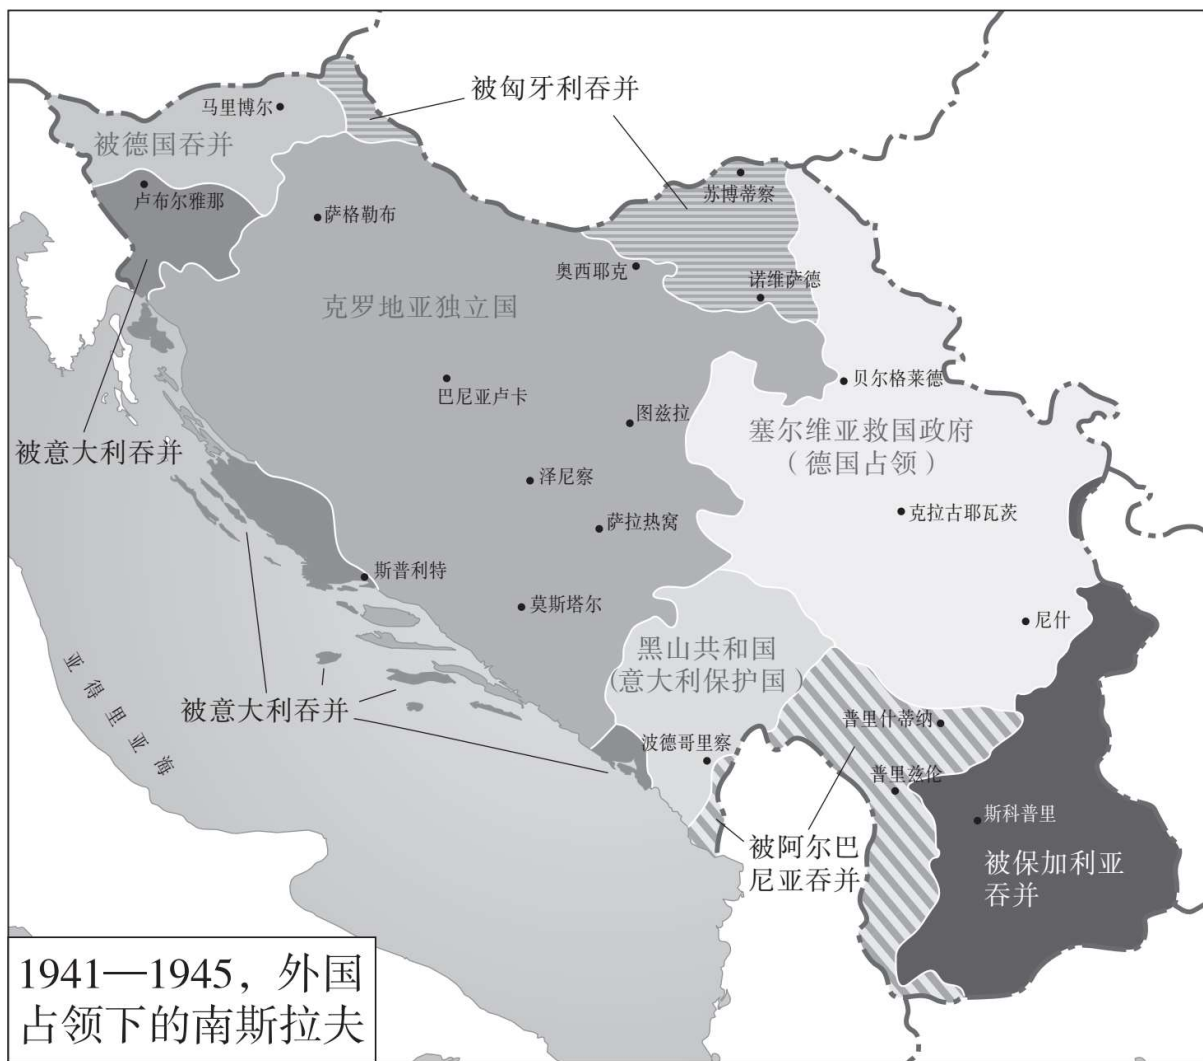 被匈牙利吞并
马里博尔
被德国吞并
卢布尔雅那
苏博蒂察
萨格勒布
奥西耶克
诺维萨德
克罗地亚独立国
巴尼亚卢卡
贝尔格莱德
图兹拉
塞尔维亚救国政府
（德国占领）
被意大利吞并
泽尼察
克拉古耶瓦茨
萨拉热窝
斯普利特
莫斯塔尔
尼什
黑山共和国
(意大利保护国)
亚得里亚海
被意大利吞并
普里什蒂纳
波德哥里察
普里兹伦
斯科普里
被阿尔巴
尼亚吞并
被保加利亚
吞并
1941—1945，外国
占领下的南斯拉夫